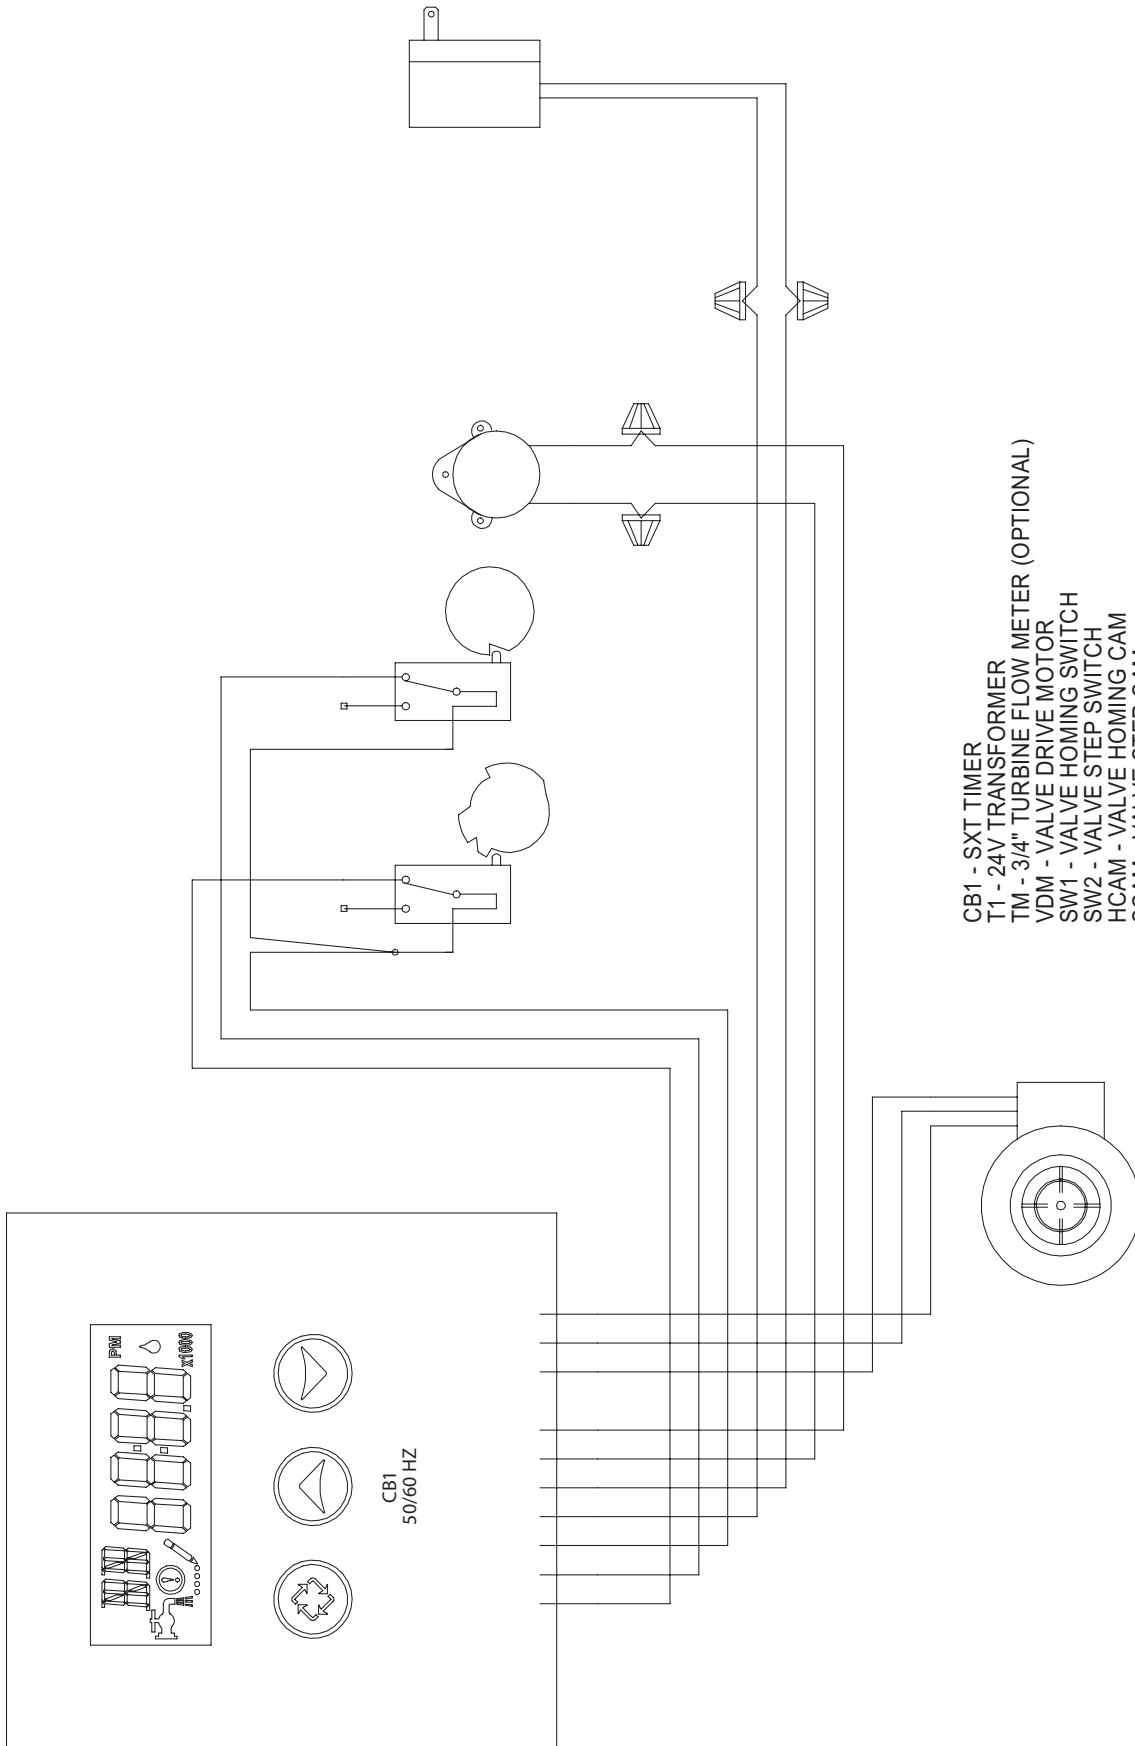 PM
x1000
CB1
50/60 HZ
CB1 - SXT TIMER
T1 - 24V TRANSFORMER
TM - 3/4" TURBINE FLOW METER (OPTIONAL)
VDM - VALVE DRIVE MOTOR
SW1 - VALVE HOMING SWITCH
SW2 - VALVE STEP SWITCH
HCAM - VALVE HOMING CAM